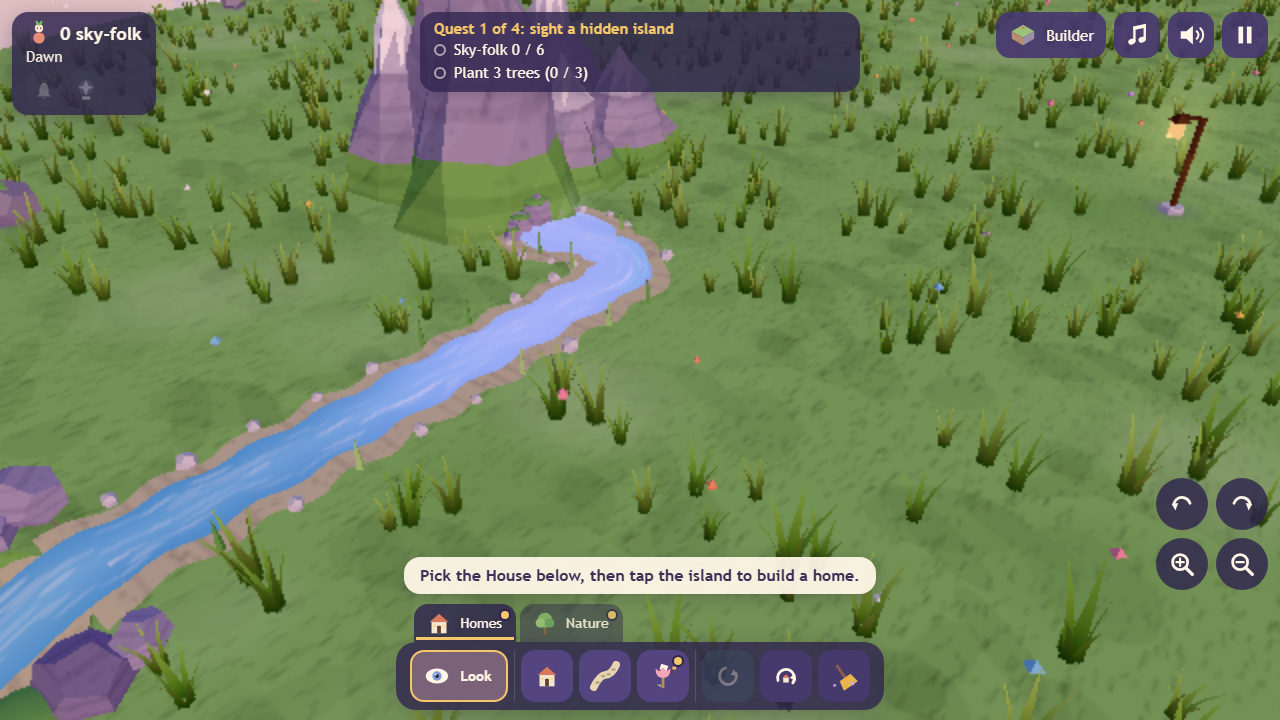 0 sky-folk
Dawn
Quest 1 of 4: sight a hidden island
Sky-folk 0 / 6
Plant 3 trees (0 / 3)
Builder
Pick the House below, then tap the island to build a home.
Homes
Nature
Look